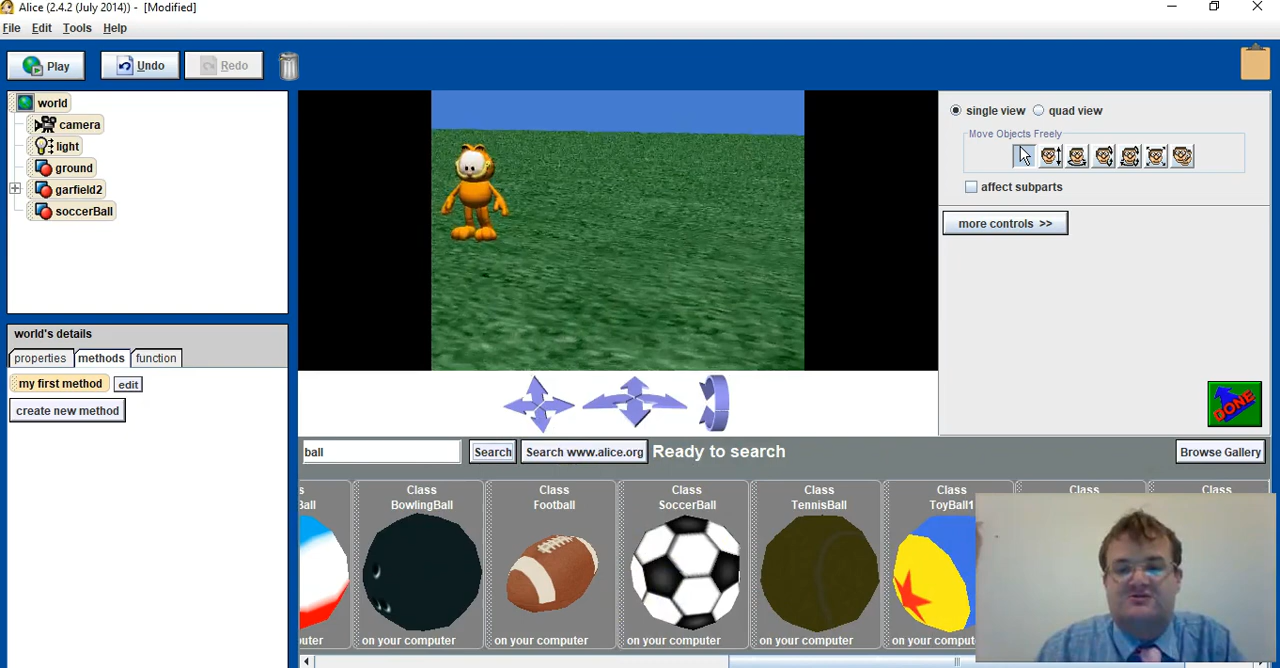 Alice (2.4.2 (July 2014)) - [Modified]
File Edit Tools Help
Play Undo Redo
world
camera
light
ground
garfield2
soccerBall
single view quad view
Move Objects Freely
affect subparts
more controls >>
DONE
world's details
properties methods function
my first method edit
create new method
ball Search Search www.alice.org Ready to search Browse Gallery
Class Class Class Class Class Class Class
BowlingBall Football SoccerBall TennisBall ToyBall1
on your computer on your computer on your computer on your computer